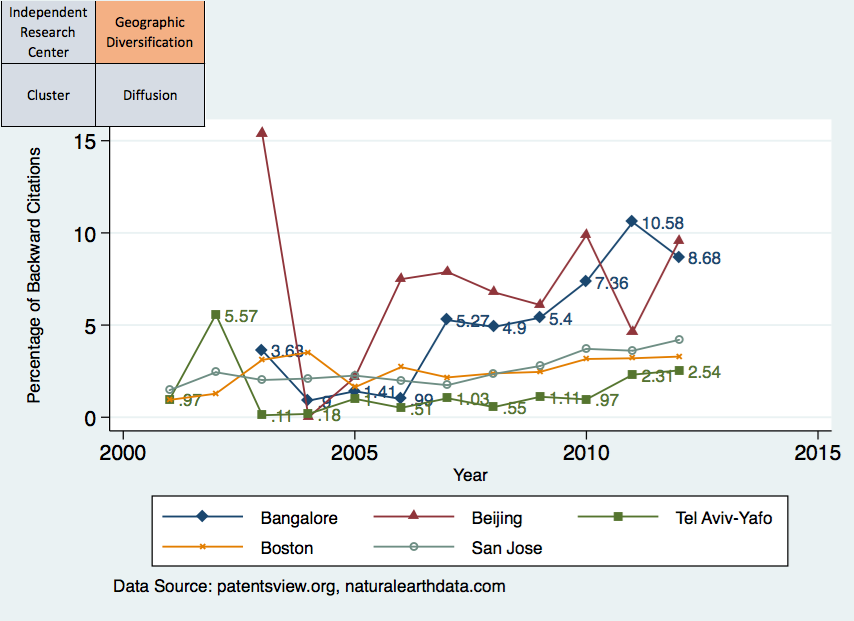 Independent
Research
Center
Geographic
Diversification
Cluster
Diffusion
Percentage of Backward Citations
15
10
5
0
10.58
8.68
7.36
5.57
5.27
4.9
5.4
3.63
.9
1.41
.99
.97
.11
.18
1
.51
1.03
.55
1.11
.97
2.31
2.54
2000
2005
2010
2015
Year
Bangalore
Beijing
Tel Aviv-Yafo
Boston
San Jose
Data Source: patentsview.org, naturalearthdata.com